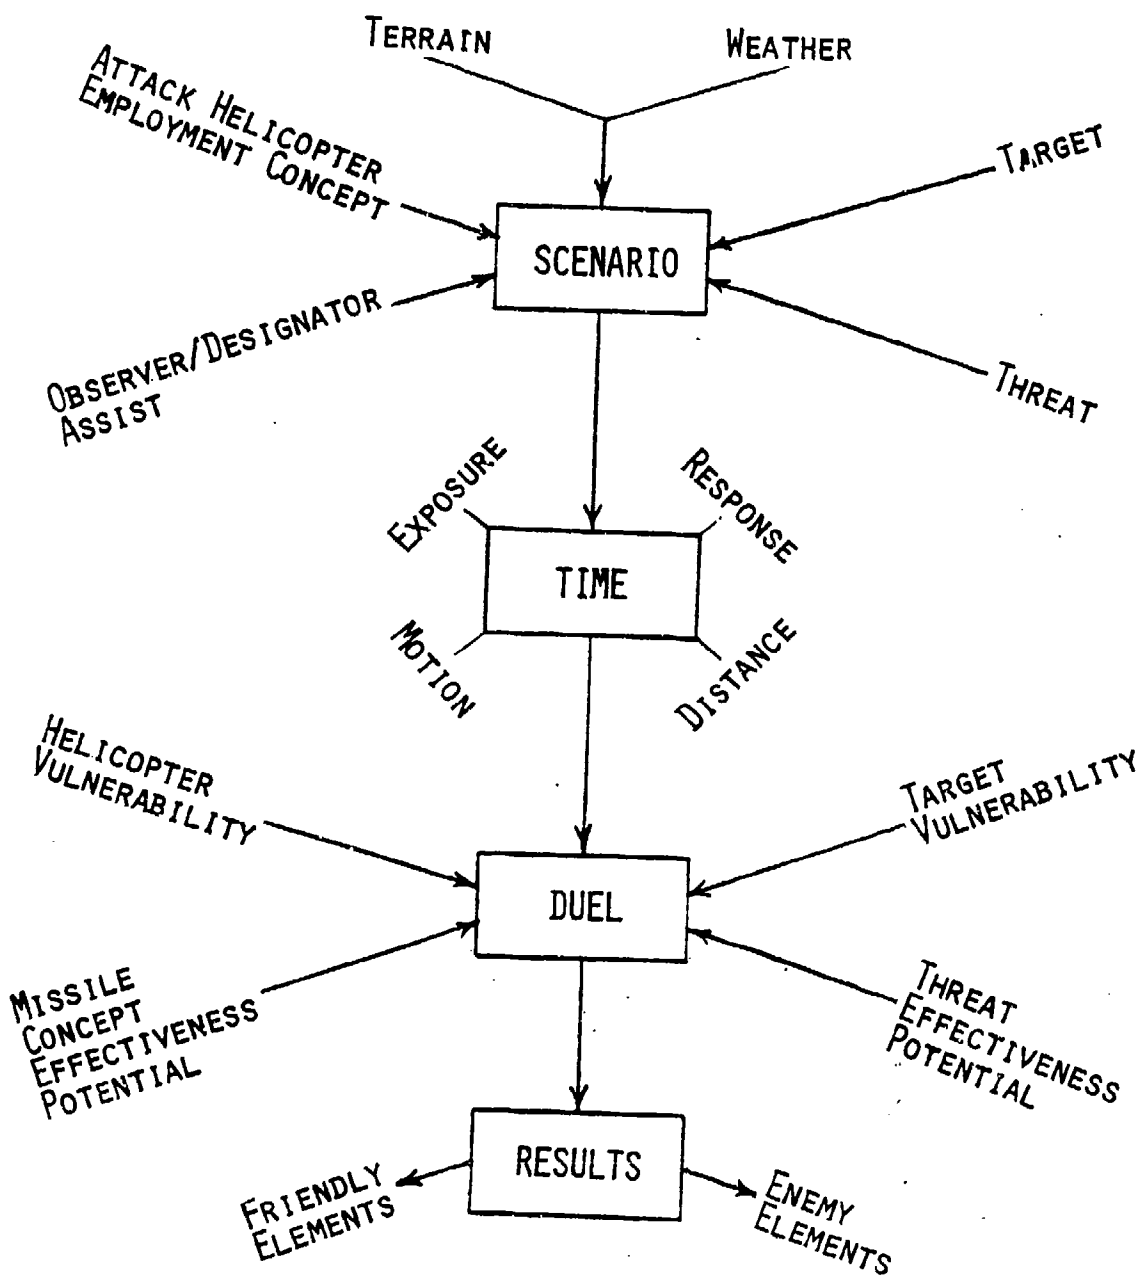 TERRAIN
WEATHER
ATTACK HELICOPTER
EMPLOYMENT CONCEPT
TARGET
SCENARIO
OBSERVER/DESIGNATOR
ASSIST
THREAT
EXPOSURE
RESPONSE
TIME
MOTION
DISTANCE
HELICOPTER
VULNERABILITY
TARGET
VULNERABILITY
DUEL
MISSILE
CONCEPT
EFFECTIVENESS
POTENTIAL
THREAT
EFFECTIVENESS
POTENTIAL
RESULTS
FRIENDLY
ELEMENTS
ENEMY
ELEMENTS